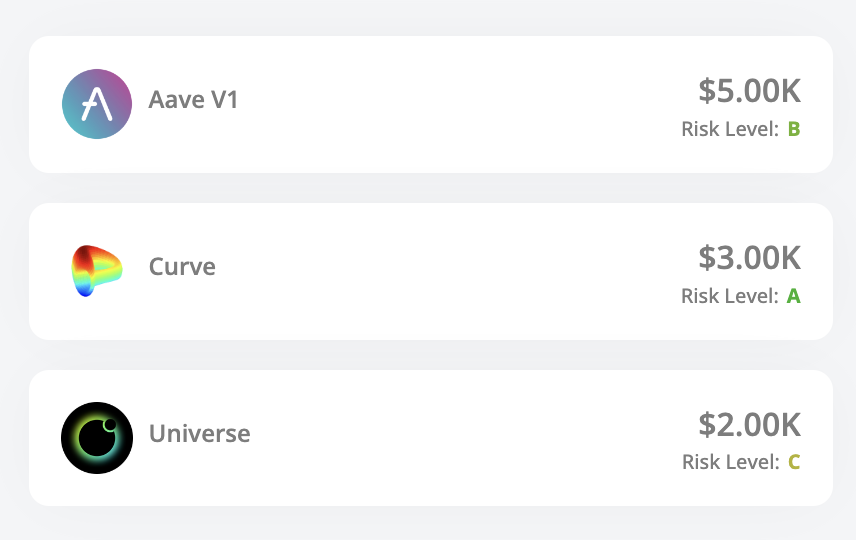 Aave V1
$5.00K
Risk Level: B
Curve
$3.00K
Risk Level: A
Universe
$2.00K
Risk Level: C